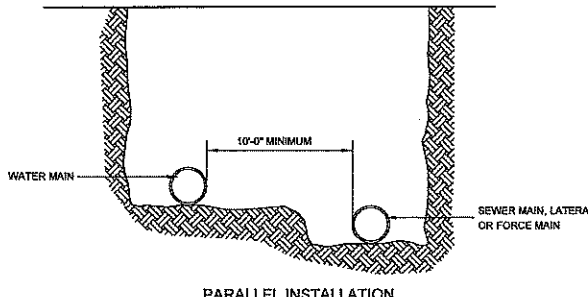 10'-0" MINIMUM
WATER MAIN
SEWER MAIN, LATERA
OR FORCE MAIN
PARALLEL INSTALLATION